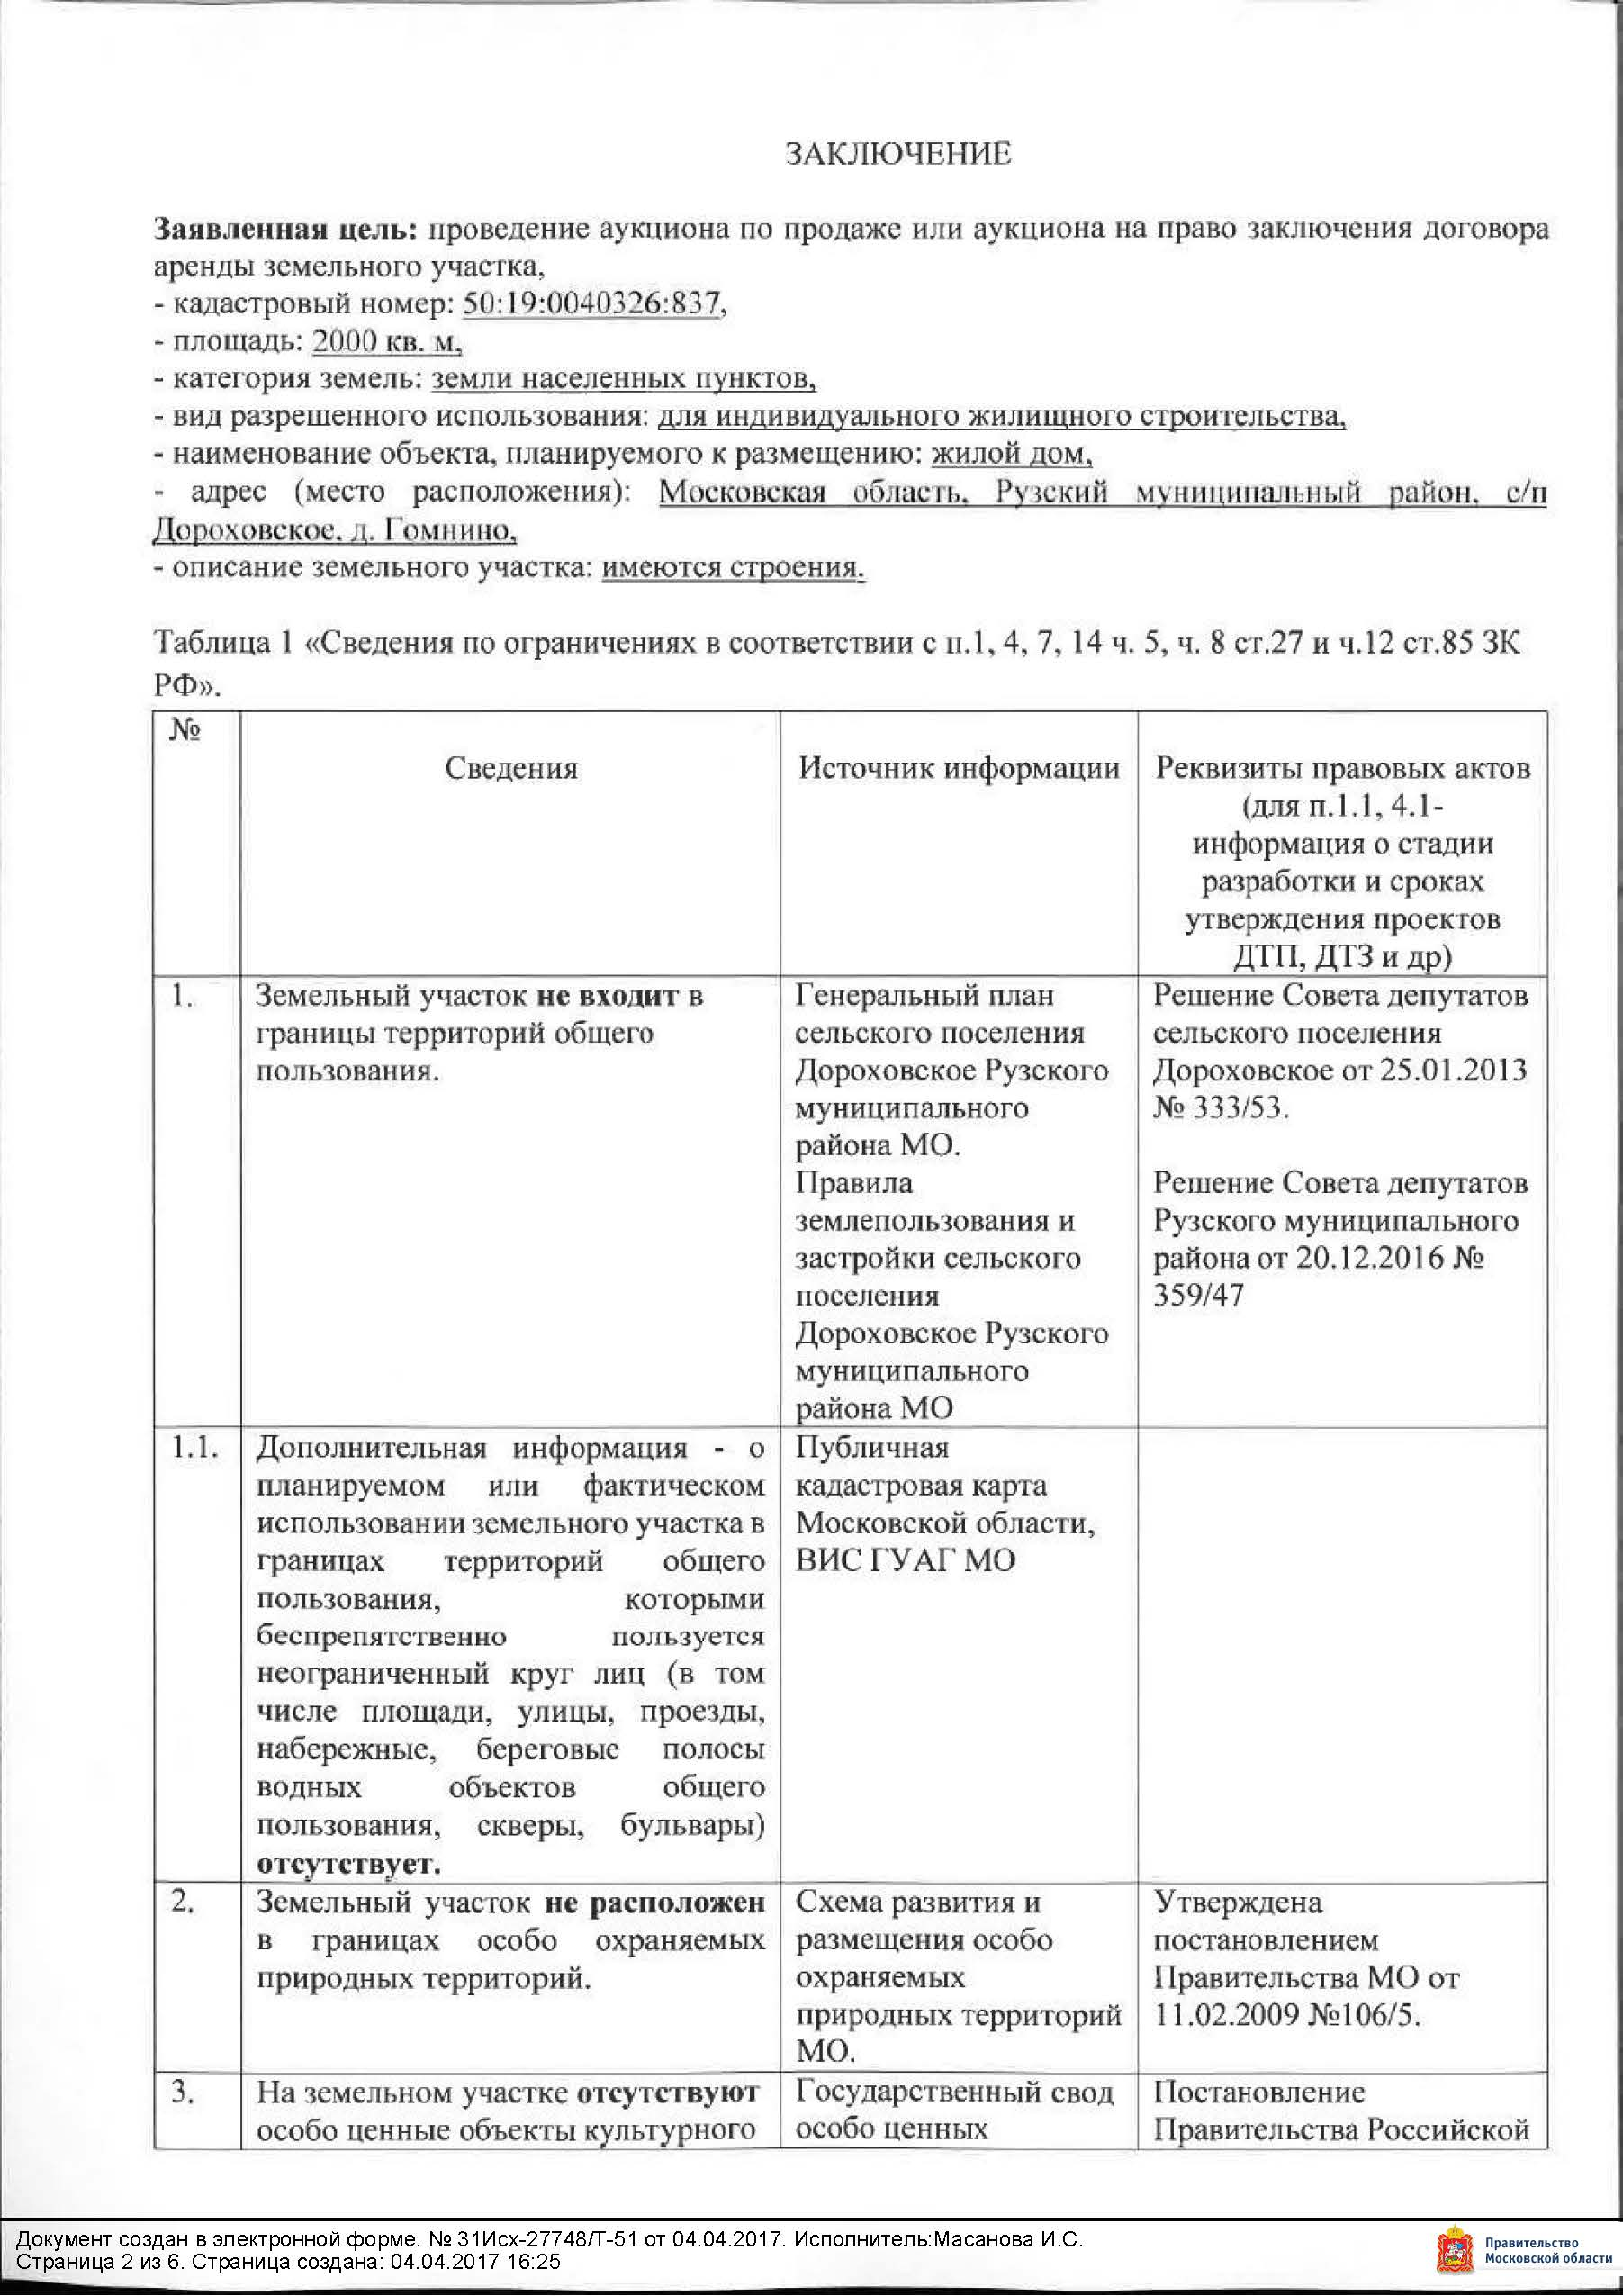 ЗАКЛЮЧЕНИЕ
Заявленная цель: проведение аукциона по продаже или аукциона на право заключения договора
аренды земельного участка,
- кадастровый номер: 50:19:0040326:837,
- площадь: 2000 кв. м,
- категория земель: земли населенных пунктов,
- вид разрешенного использования: для индивидуального жилищного строительства,
- наименование объекта, планируемого к размещению: жилой дом,
- адрес (место расположения): Московская область, Рузский муниципальный район, с/п
Дороховское, д. Гомнино,
- описание земельного участка: имеются строения.
Таблица 1 «Сведения по ограничениях в соответствии с п.1, 4, 7, 14 ч. 5, ч. 8 ст.27 и ч.12 ст.85 ЗК
РФ».
№
Сведения
Источник информации
Реквизиты правовых актов
(для п.1.1, 4.1-
информация о стадии
разработки и сроках
утверждения проектов
ДТП, ДТЗ и др)
1.
Земельный участок не входит в
границы территорий общего
пользования.
Генеральный план
сельского поселения
Дороховское Рузского
муниципального
района МО.
Правила
землепользования и
застройки сельского
поселения
Дороховское Рузского
муниципального
района МО
Решение Совета депутатов
сельского поселения
Дороховское от 25.01.2013
№ 333/53.
Решение Совета депутатов
Рузского муниципального
района от 20.12.2016 №
359/47
1.1.
Дополнительная информация - о
планируемом или фактическом
использовании земельного участка в
границах территорий общего
пользования, которыми
беспрепятственно пользуется
неограниченный круг лиц (в том
числе площади, улицы, проезды,
набережные, береговые полосы
водных объектов общего
пользования, скверы, бульвары)
отсутствует.
Публичная
кадастровая карта
Московской области,
ВИС ГУАГ МО
2.
Земельный участок не расположен
в границах особо охраняемых
природных территорий.
Схема развития и
размещения особо
охраняемых
природных территорий
МО.
Утверждена
постановлением
Правительства МО от
11.02.2009 №106/5.
3.
На земельном участке отсутствуют
особо ценные объекты культурного
Государственный свод
особо ценных
Постановление
Правительства Российской
Документ создан в электронной форме. № 31Исх-27748/Т-51 от 04.04.2017. Исполнитель:Масанова И.С.
Страница 2 из 6. Страница создана: 04.04.2017 16:25
Правительство
Московской области